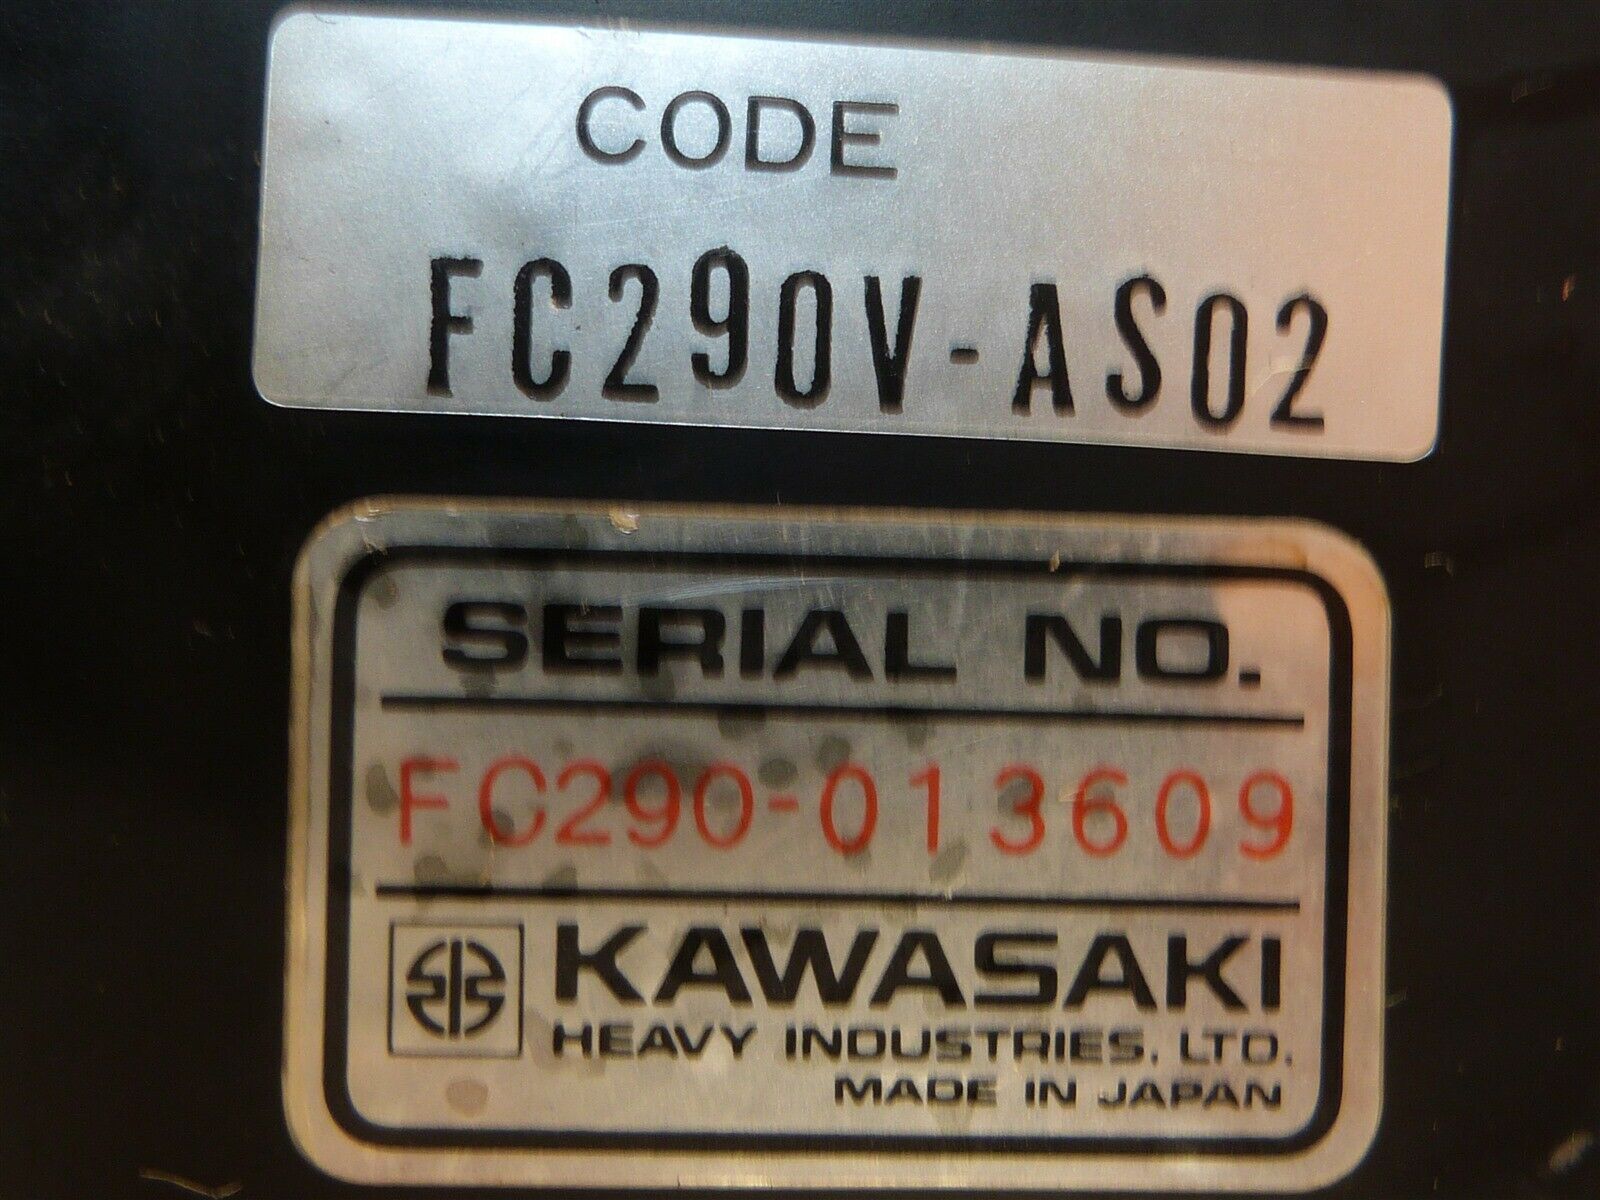 CODE
FC290V-AS02
SERIAL NO.
FC290-013609
KAWASAKI
HEAVY INDUSTRIES, LTD.
MADE IN JAPAN